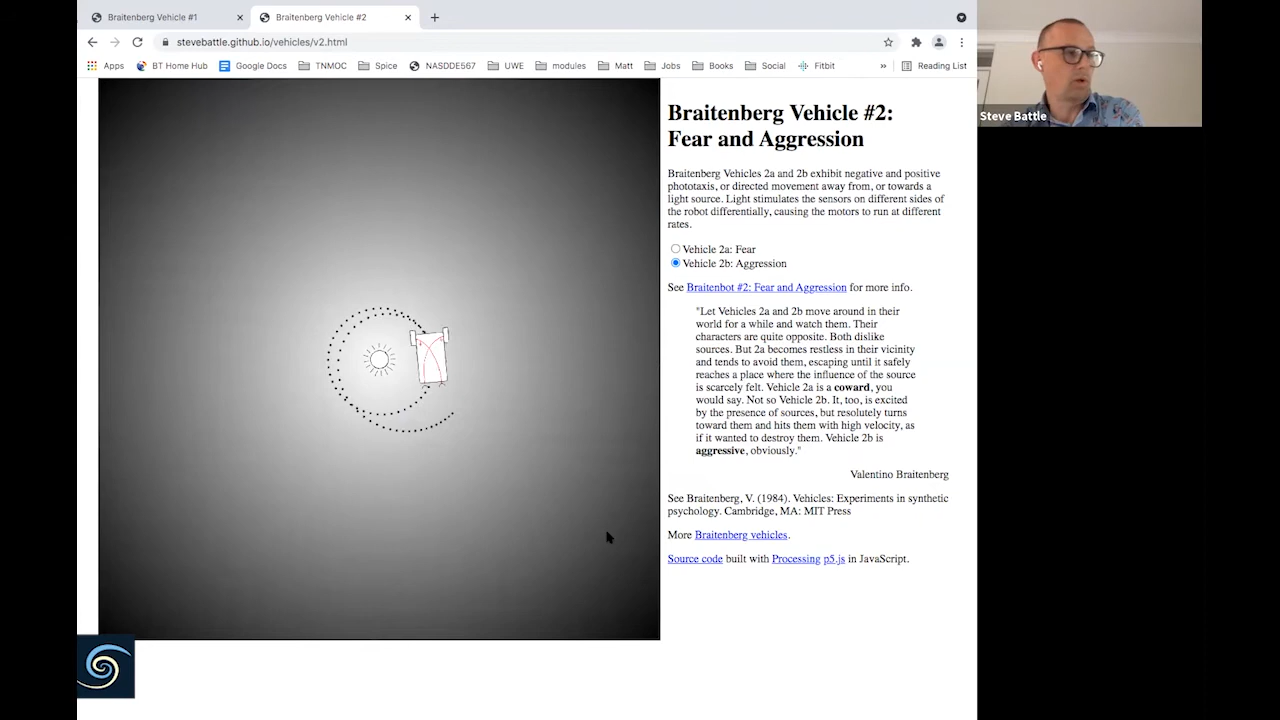 Braitenberg Vehicle #1
Braitenberg Vehicle #2
stevebattle.github.io/vehicles/v2.html
Apps BT Home Hub Google Docs TNMOC Spice NASDDE567 UWE modules Matt Jobs Books Social Fitbit » Reading List
Steve Battle
Braitenberg Vehicle #2:
Fear and Aggression
Braitenberg Vehicles 2a and 2b exhibit negative and positive
phototaxis, or directed movement away from, or towards a
light source. Light stimulates the sensors on different sides of
the robot differentially, causing the motors to run at different
rates.
Vehicle 2a: Fear
Vehicle 2b: Aggression
See Braitenbot #2: Fear and Aggression for more info.
"Let Vehicles 2a and 2b move around in their
world for a while and watch them. Their
characters are quite opposite. Both dislike
sources. But 2a becomes restless in their vicinity
and tends to avoid them, escaping until it safely
reaches a place where the influence of the source
is scarcely felt. Vehicle 2a is a coward, you
would say. Not so Vehicle 2b. It, too, is excited
by the presence of sources, but resolutely turns
toward them and hits them with high velocity, as
if it wanted to destroy them. Vehicle 2b is
aggressive, obviously."
Valentino Braitenberg
See Braitenberg, V. (1984). Vehicles: Experiments in synthetic
psychology. Cambridge, MA: MIT Press
More Braitenberg vehicles.
Source code built with Processing p5.js in JavaScript.